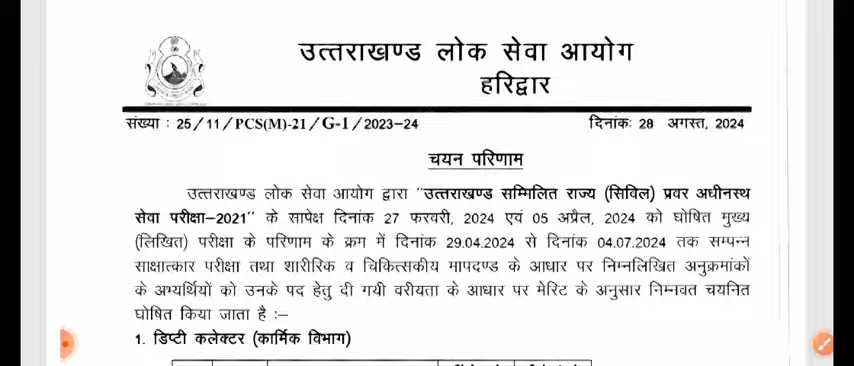 उत्तराखण्ड लोक सेवा आयोग
हरिद्वार
संख्या : 25/11/PCS(M)-21/G-1/2023-24 दिनांक: 28 अगस्त, 2024
चयन परिणाम
उत्तराखण्ड लोक सेवा आयोग द्वारा "उत्तराखण्ड सम्मिलित राज्य (सिविल) प्रवर अधीनस्थ
सेवा परीक्षा-2021" के सापेक्ष दिनांक 27 फरवरी, 2024 एवं 05 अप्रैल, 2024 को घोषित मुख्य
(लिखित) परीक्षा के परिणाम के क्रम में दिनांक 29.04.2024 से दिनांक 04.07.2024 तक सम्पन्न
साक्षात्कार परीक्षा तथा शारीरिक व चिकित्सकीय मापदण्ड के आधार पर निम्नलिखित अनुक्रमांकों
के अभ्यर्थियों को उनके पद हेतु दी गयी वरीयता के आधार पर मेरिट के अनुसार निम्नवत चयनित
घोषित किया जाता है :-
1. डिप्टी कलेक्टर (कार्मिक विभाग)